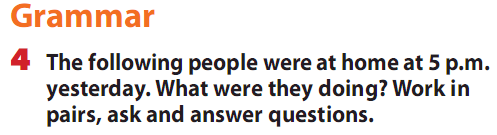 Grammar
4 The following people were at home at 5 p.m.
yesterday. What were they doing? Work in
pairs, ask and answer questions.